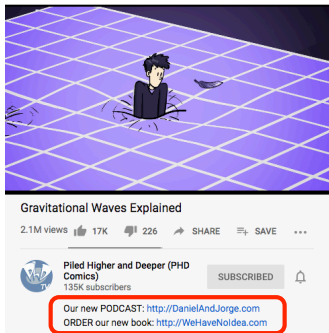 Gravitational Waves Explained
2.1M views 17K 226 SHARE SAVE
Piled Higher and Deeper (PHD
Comics)
135K subscribers
SUBSCRIBED
TV
Our new PODCAST: http://DanielAndJorge.com
ORDER our new book: http://WeHaveNoIdea.com